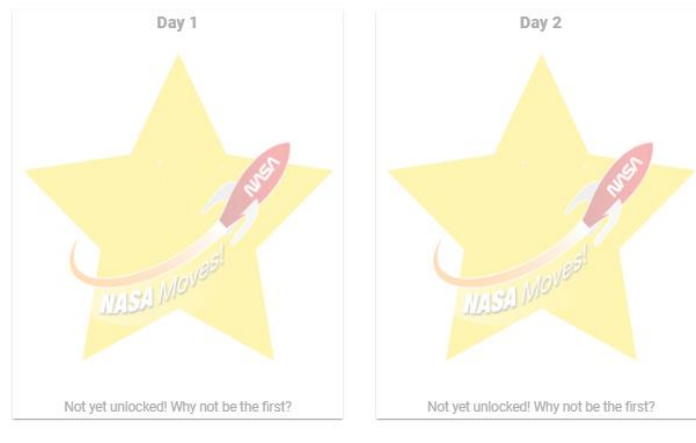 Day 1
NASA
NASA Moves!
Not yet unlocked! Why not be the first?
Day 2
NASA
NASA Moves!
Not yet unlocked! Why not be the first?